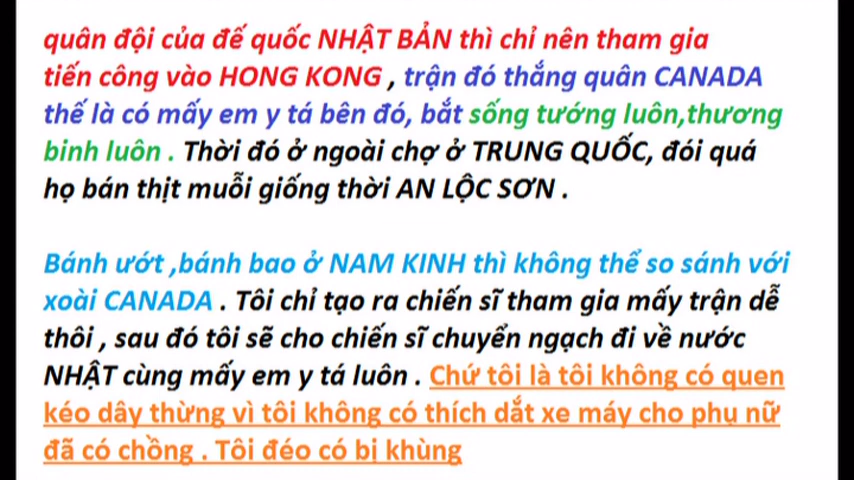 quân đội của đế quốc NHẬT BẢN thì chỉ nên tham gia
tiến công vào HONG KONG , trận đó thắng quân CANADA
thế là có mấy em y tá bên đó, bắt sống tướng luôn,thương
binh luôn . Thời đó ở ngoài chợ ở TRUNG QUỐC, đói quá
họ bán thịt muỗi giống thời AN LỘC SƠN .
Bánh ướt ,bánh bao ở NAM KINH thì không thể so sánh với
xoài CANADA . Tôi chỉ tạo ra chiến sĩ tham gia mấy trận dễ
thôi , sau đó tôi sẽ cho chiến sĩ chuyển ngạch đi về nước
NHẬT cùng mấy em y tá luôn . Chứ tôi là tôi không có quen
kéo dây thừng vì tôi không có thích dắt xe máy cho phụ nữ
đã có chồng . Tôi đéo có bị khùng